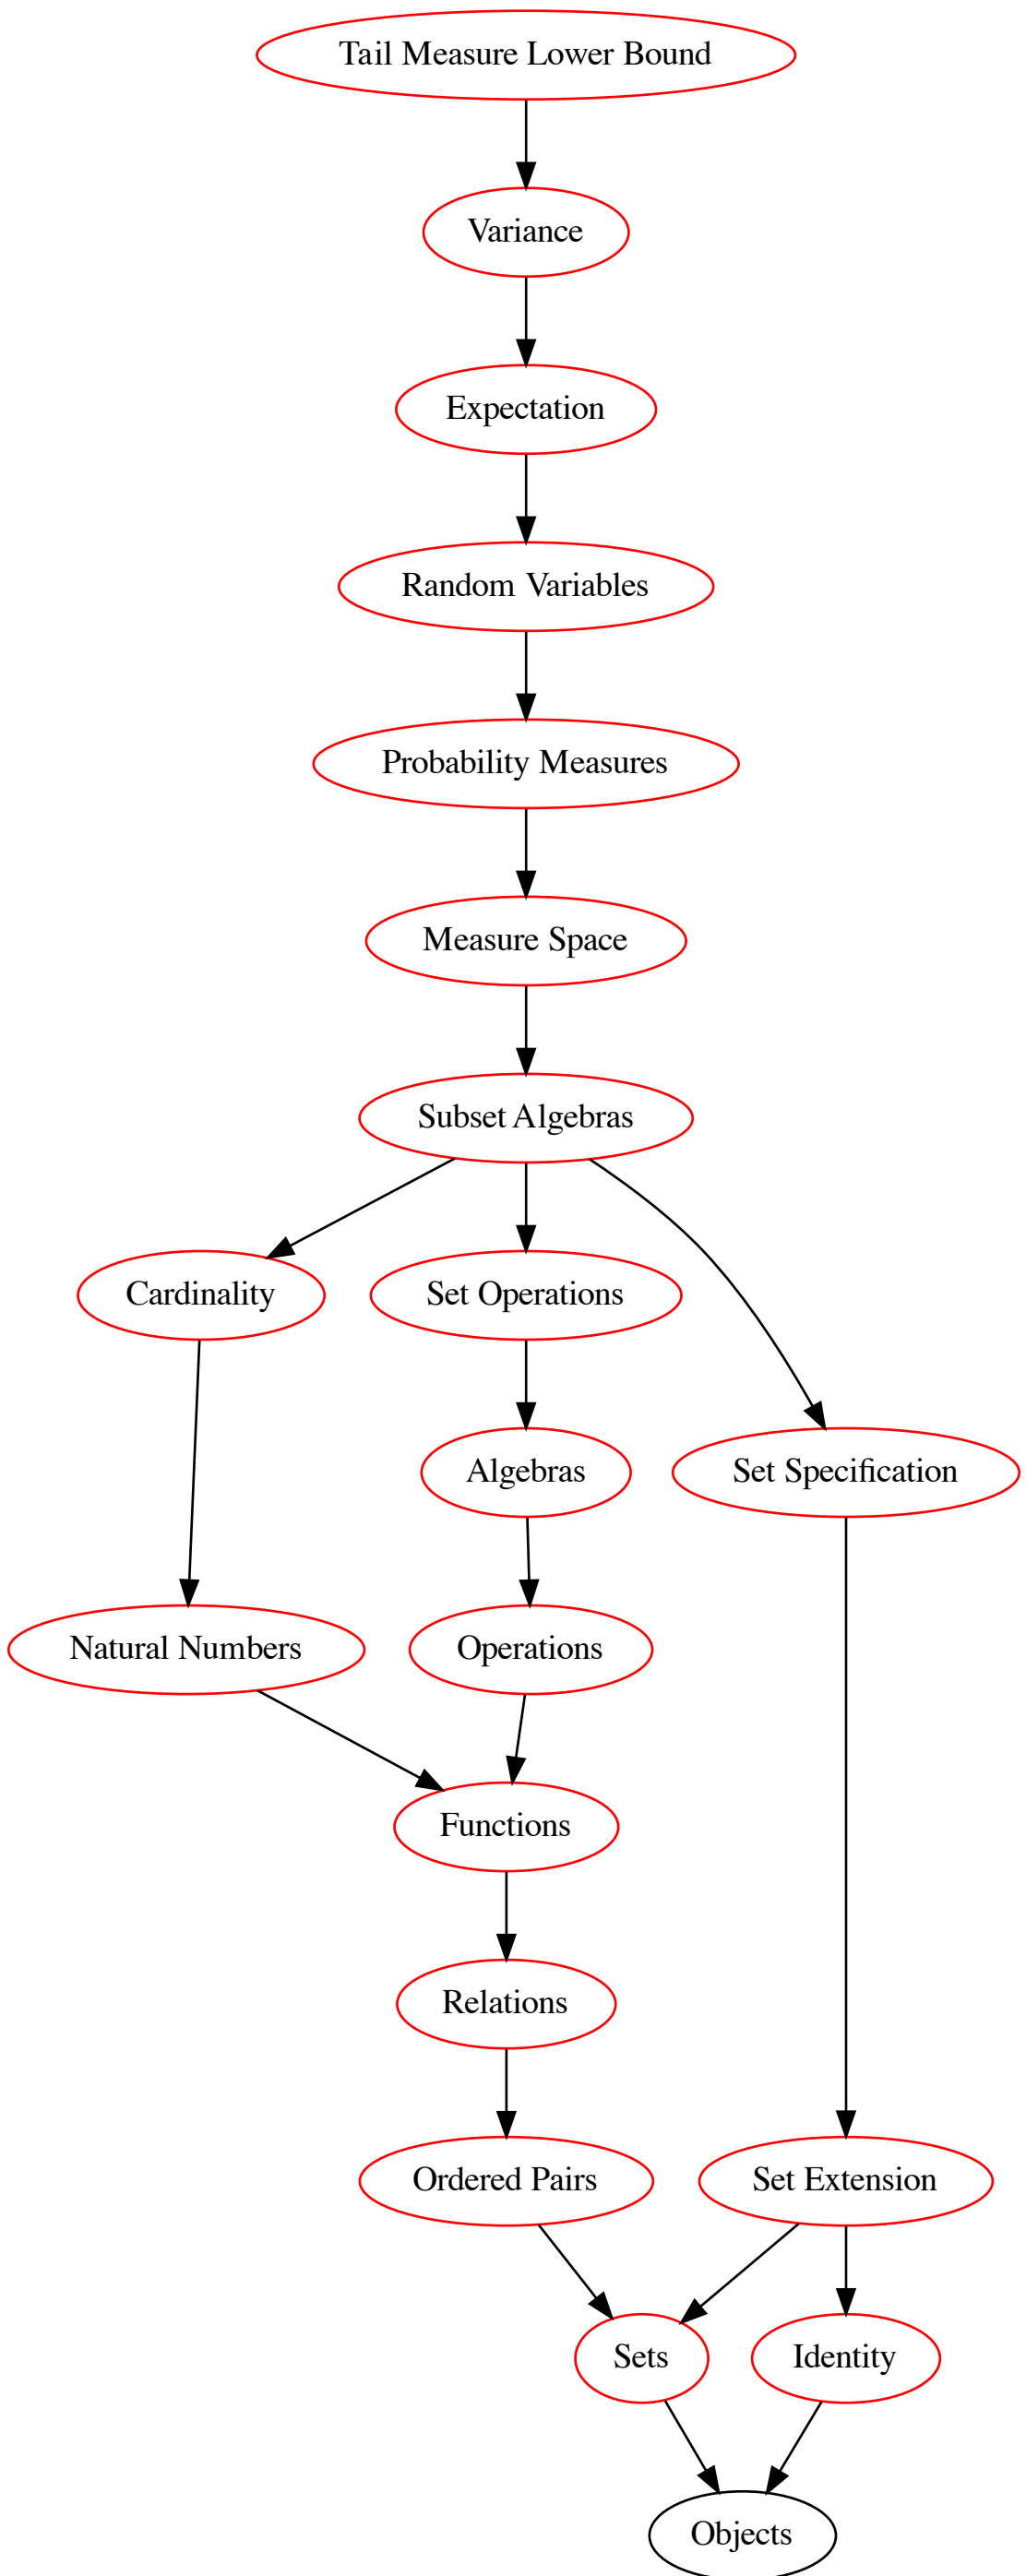 Tail Measure Lower Bound
Variance
Expectation
Random Variables
Probability Measures
Measure Space
Subset Algebras
Cardinality
Set Operations
Algebras
Set Specification
Natural Numbers
Operations
Functions
Relations
Ordered Pairs
Set Extension
Sets
Identity
Objects